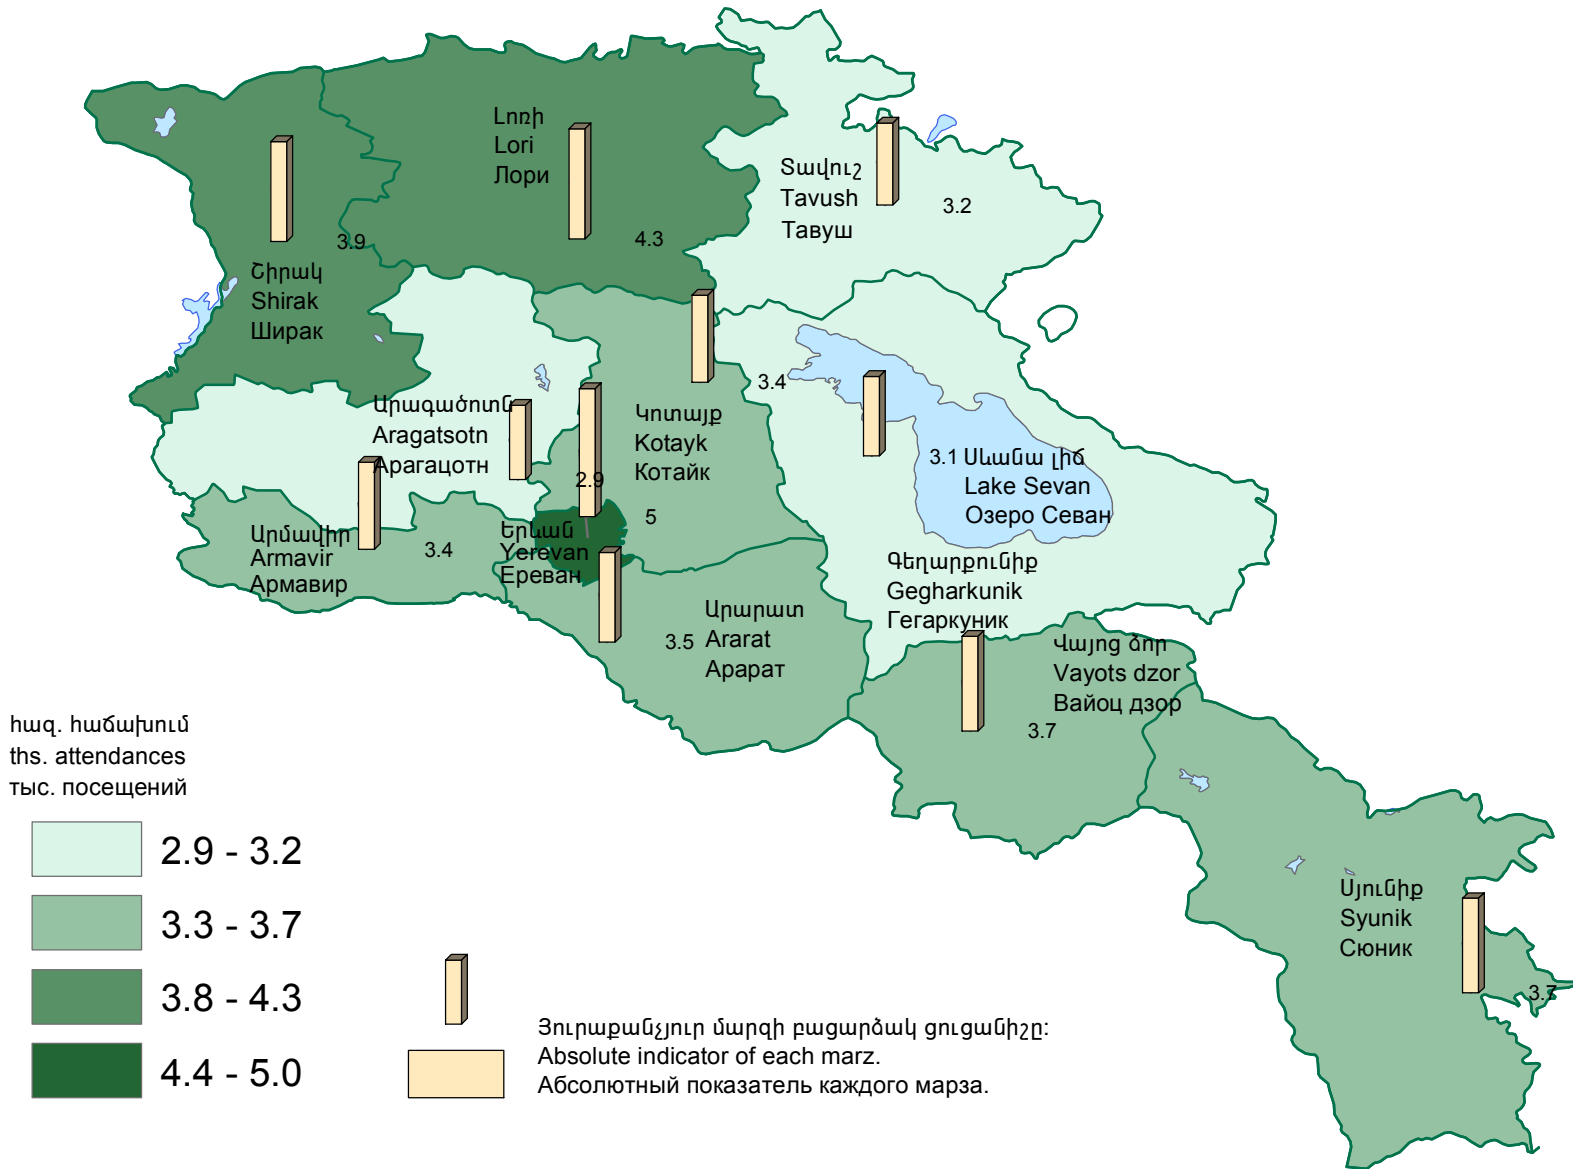 Լոռի
Lori
Лори
4.3
Տավուշ
Tavush
Тавуш
3.2
3.9
Շիրակ
Shirak
Ширак
Արագածոտն
Aragatsotn
Арагацотн
2.9
Կոտայք
Kotayk
Котайк
5
3.4
3.1
Սևանա լիճ
Lake Sevan
Озеро Севан
Արմավիր
Armavir
Армавир
3.4
Երևան
Yerevan
Ереван
Գեղարքունիք
Gegharkunik
Гегаркуник
3.5
Արարատ
Ararat
Арарат
Վայոց ձոր
Vayots dzor
Вайоц дзор
3.7
Սյունիք
Syunik
Сюник
3.7
հազ. հաճախում
ths. attendances
тыс. посещений
2.9 - 3.2
3.3 - 3.7
3.8 - 4.3
4.4 - 5.0
Յուրաքանչյուր մարզի բացարձակ ցուցանիշը:
Absolute indicator of each marz.
Абсолютный показатель каждого марза.